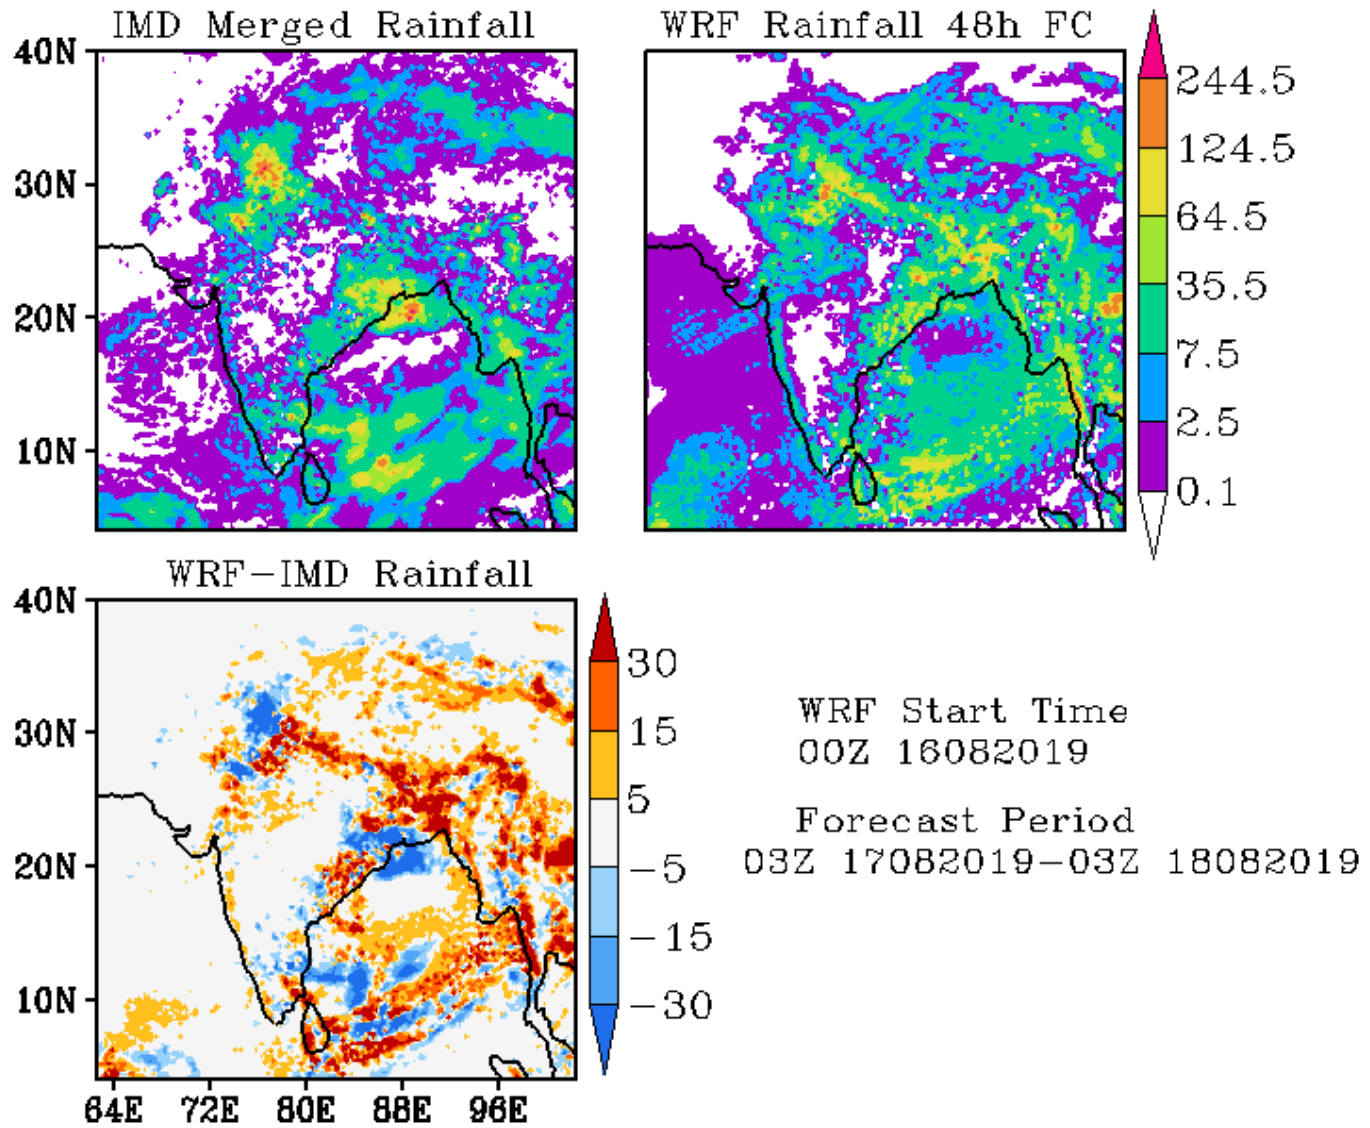 IMD Merged Rainfall
WRF Rainfall 48h FC
40N
30N
20N
10N
244.5
124.5
64.5
35.5
7.5
2.5
0.1
WRF-IMD Rainfall
40N
30N
20N
10N
64E 72E 80E 88E 96E
30
15
5
-5
-15
-30
WRF Start Time
00Z 16082019
Forecast Period
03Z 17082019-03Z 18082019